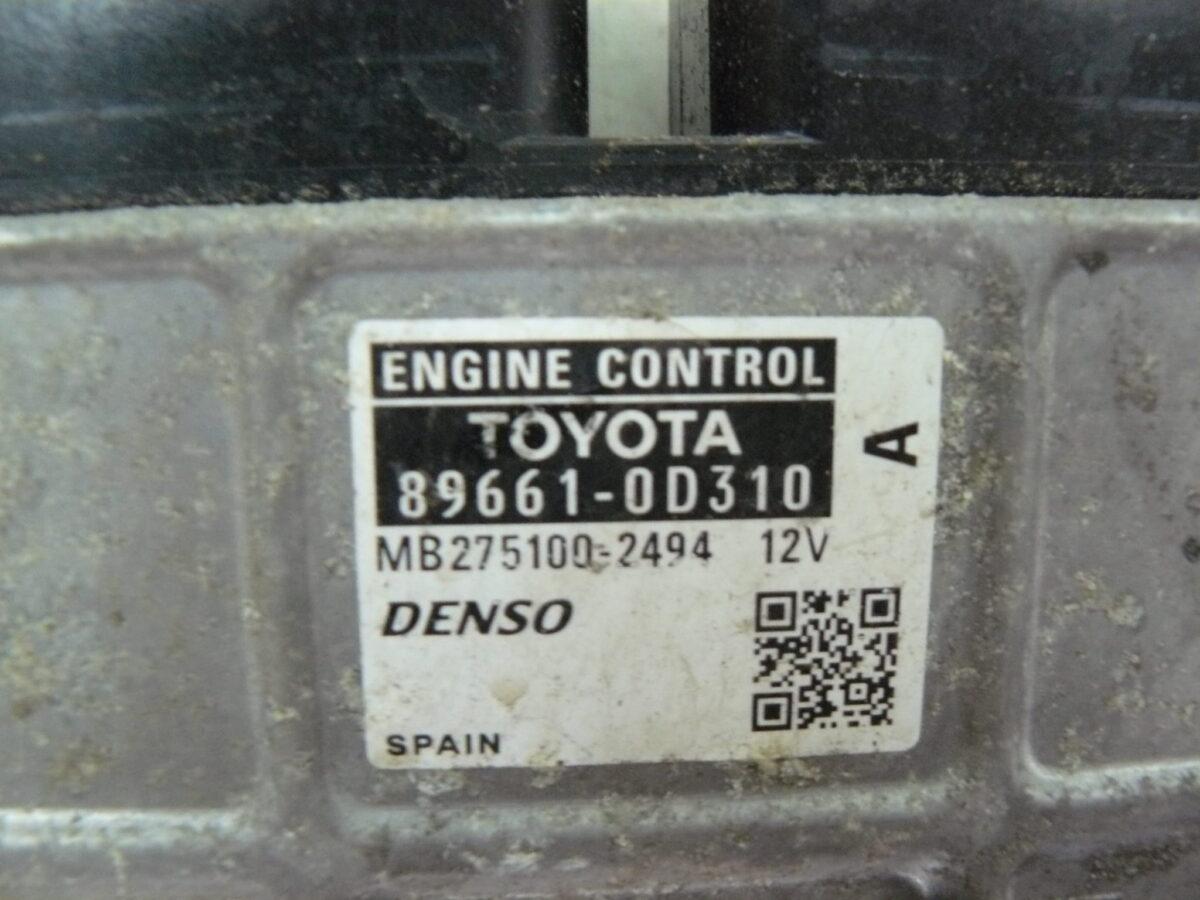 ENGINE CONTROL
TOYOTA
89661-0D310
A
MB275100-2494 12V
DENSO
SPAIN